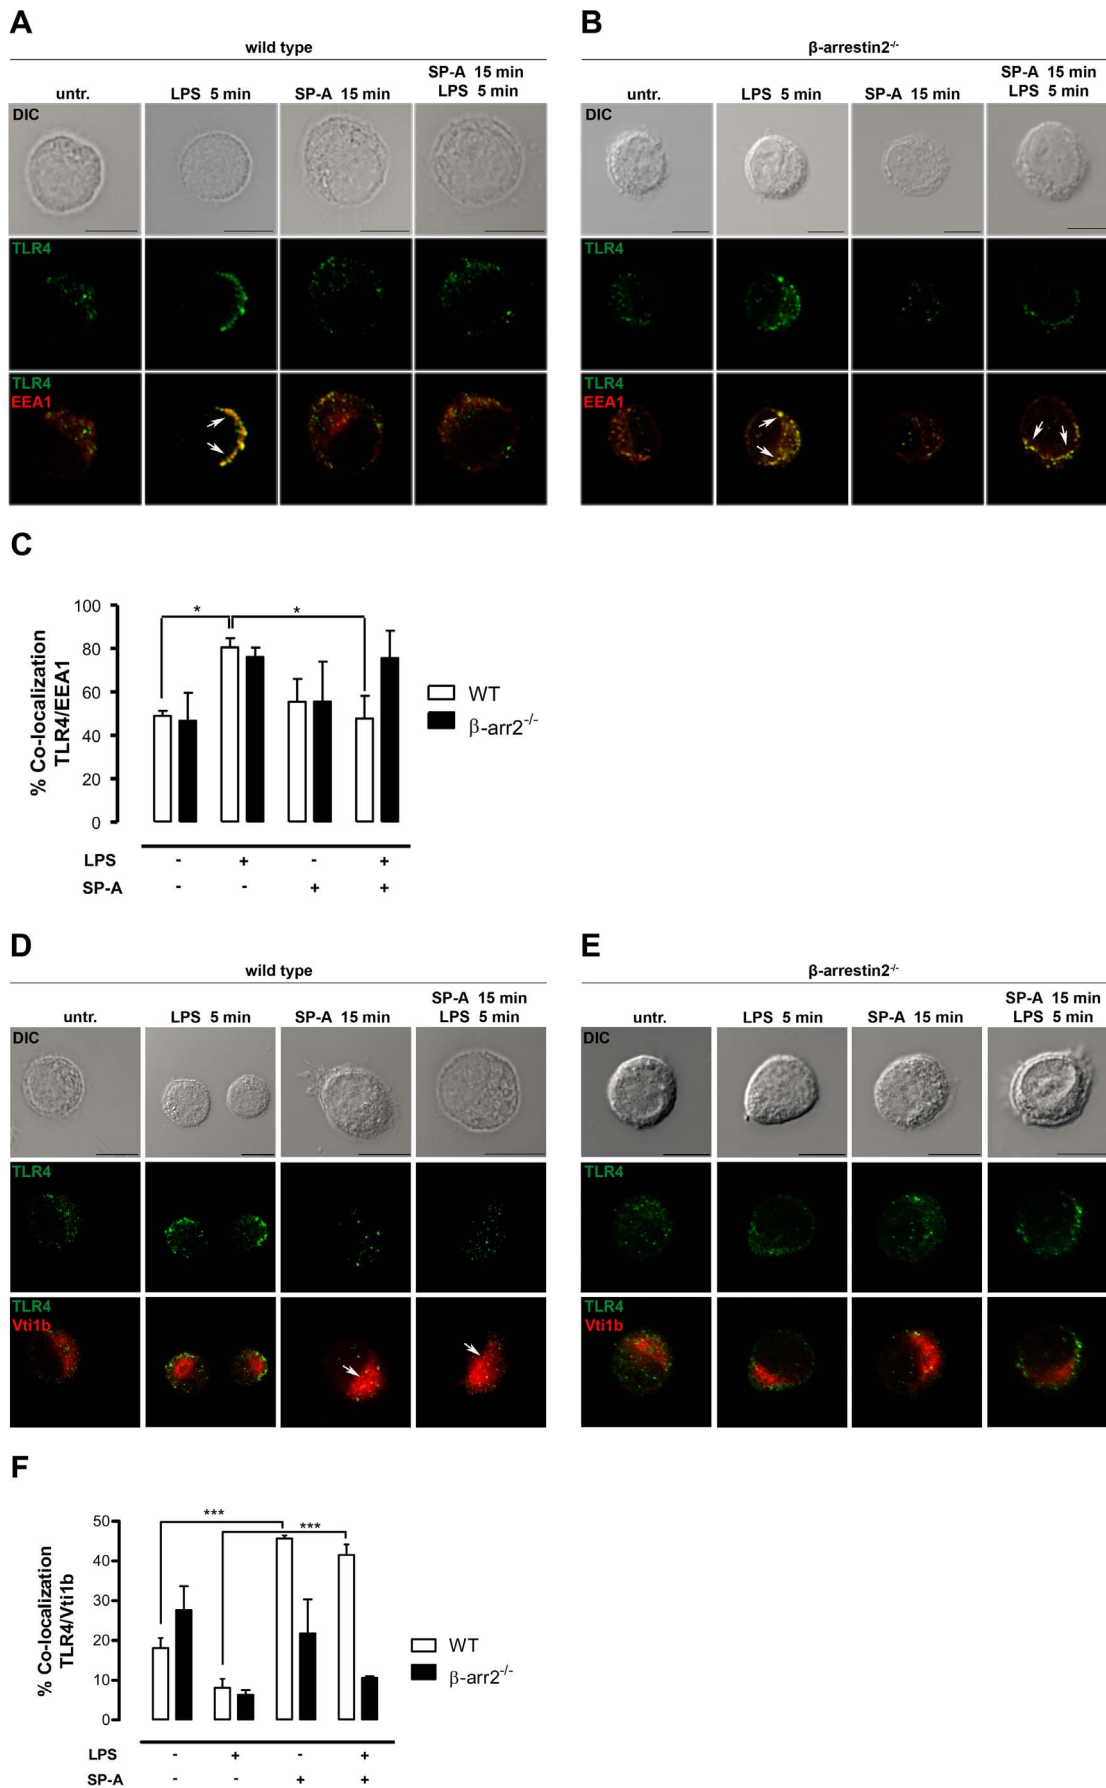 A
wild type
untr. LPS 5 min SP-A 15 min SP-A 15 min
LPS 5 min
DIC
TLR4
TLR4
EEA1
B
β-arrestin2-/-
untr. LPS 5 min SP-A 15 min SP-A 15 min
LPS 5 min
DIC
TLR4
TLR4
EEA1
C
% Co-localization
TLR4/EEA1
100
80
60
40
20
0
* *
WT
β-arr2-/-
LPS - + - +
SP-A - - + +
D
wild type
untr. LPS 5 min SP-A 15 min SP-A 15 min
LPS 5 min
DIC
TLR4
TLR4
Vti1b
E
β-arrestin2-/-
untr. LPS 5 min SP-A 15 min SP-A 15 min
LPS 5 min
DIC
TLR4
TLR4
Vti1b
F
% Co-localization
TLR4/Vti1b
50
40
30
20
10
0
***
***
WT
β-arr2-/-
LPS - + - +
SP-A - - + +